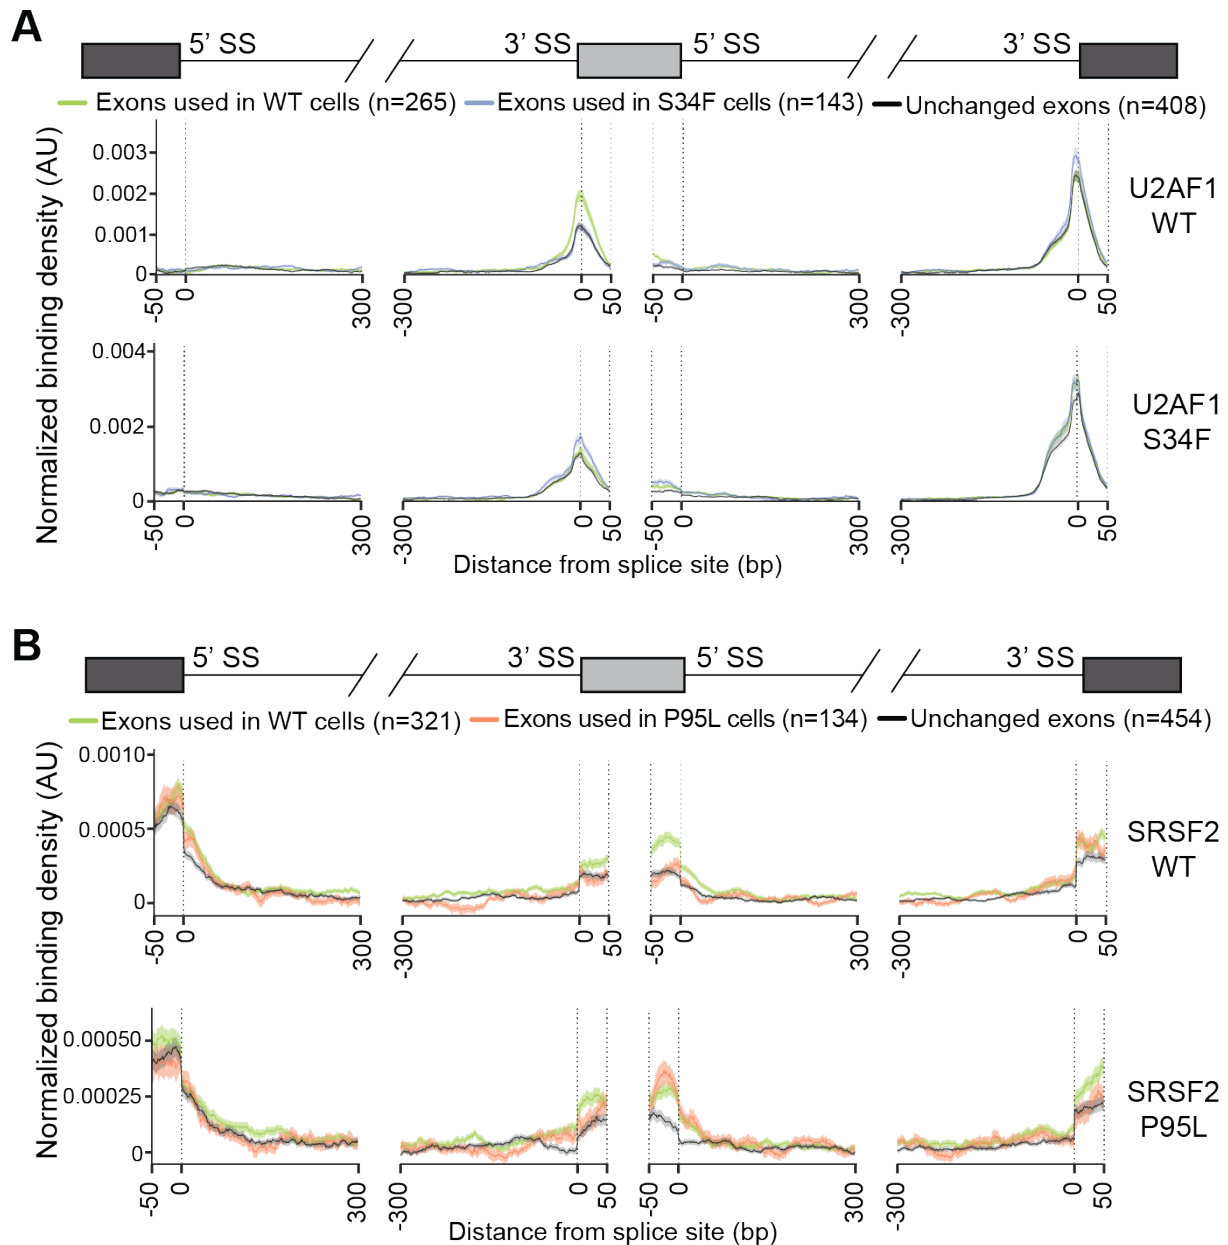 A
5’ SS
3’ SS
5’ SS
3’ SS
Exons used in WT cells (n=265)
Exons used in S34F cells (n=143)
Unchanged exons (n=408)
Normalized binding density (AU)
0.003
0.002
0.001
0
-50
0
300
-300
0
50
-50
0
300
-300
0
50
U2AF1
WT
0.004
0.002
0
-50
0
300
-300
0
50
-50
0
300
-300
0
50
U2AF1
S34F
Distance from splice site (bp)
B
5’ SS
3’ SS
5’ SS
3’ SS
Exons used in WT cells (n=321)
Exons used in P95L cells (n=134)
Unchanged exons (n=454)
Normalized binding density (AU)
0.0010
0.0005
0
-50
0
300
-300
0
50
-50
0
300
-300
0
50
SRSF2
WT
0.00050
0.00025
0
-50
0
300
-300
0
50
-50
0
300
-300
0
50
SRSF2
P95L
Distance from splice site (bp)